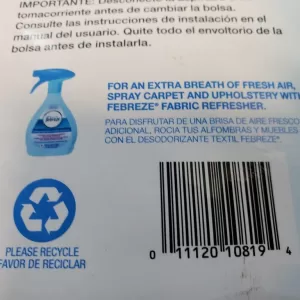 IMPORTANTE: Desconecte
tomacorriente antes de cambiar la bolsa.
Consulte las instrucciones de instalación en el
manual del usuario. Quite todo el envoltorio de la
bolsa antes de instalarla.
febreze
FOR AN EXTRA BREATH OF FRESH AIR,
SPRAY CARPET AND UPHOLSTERY WITH
FEBREZE® FABRIC REFRESHER.
PARA DISFRUTAR DE UNA BRISA DE AIRE FRESCO
ADICIONAL, ROCIA TUS ALFOMBRAS Y MUEBLES
CON EL DESODORIZANTE TEXTIL FEBREZE®.
PLEASE RECYCLE
FAVOR DE RECICLAR
0 11120 10819 4